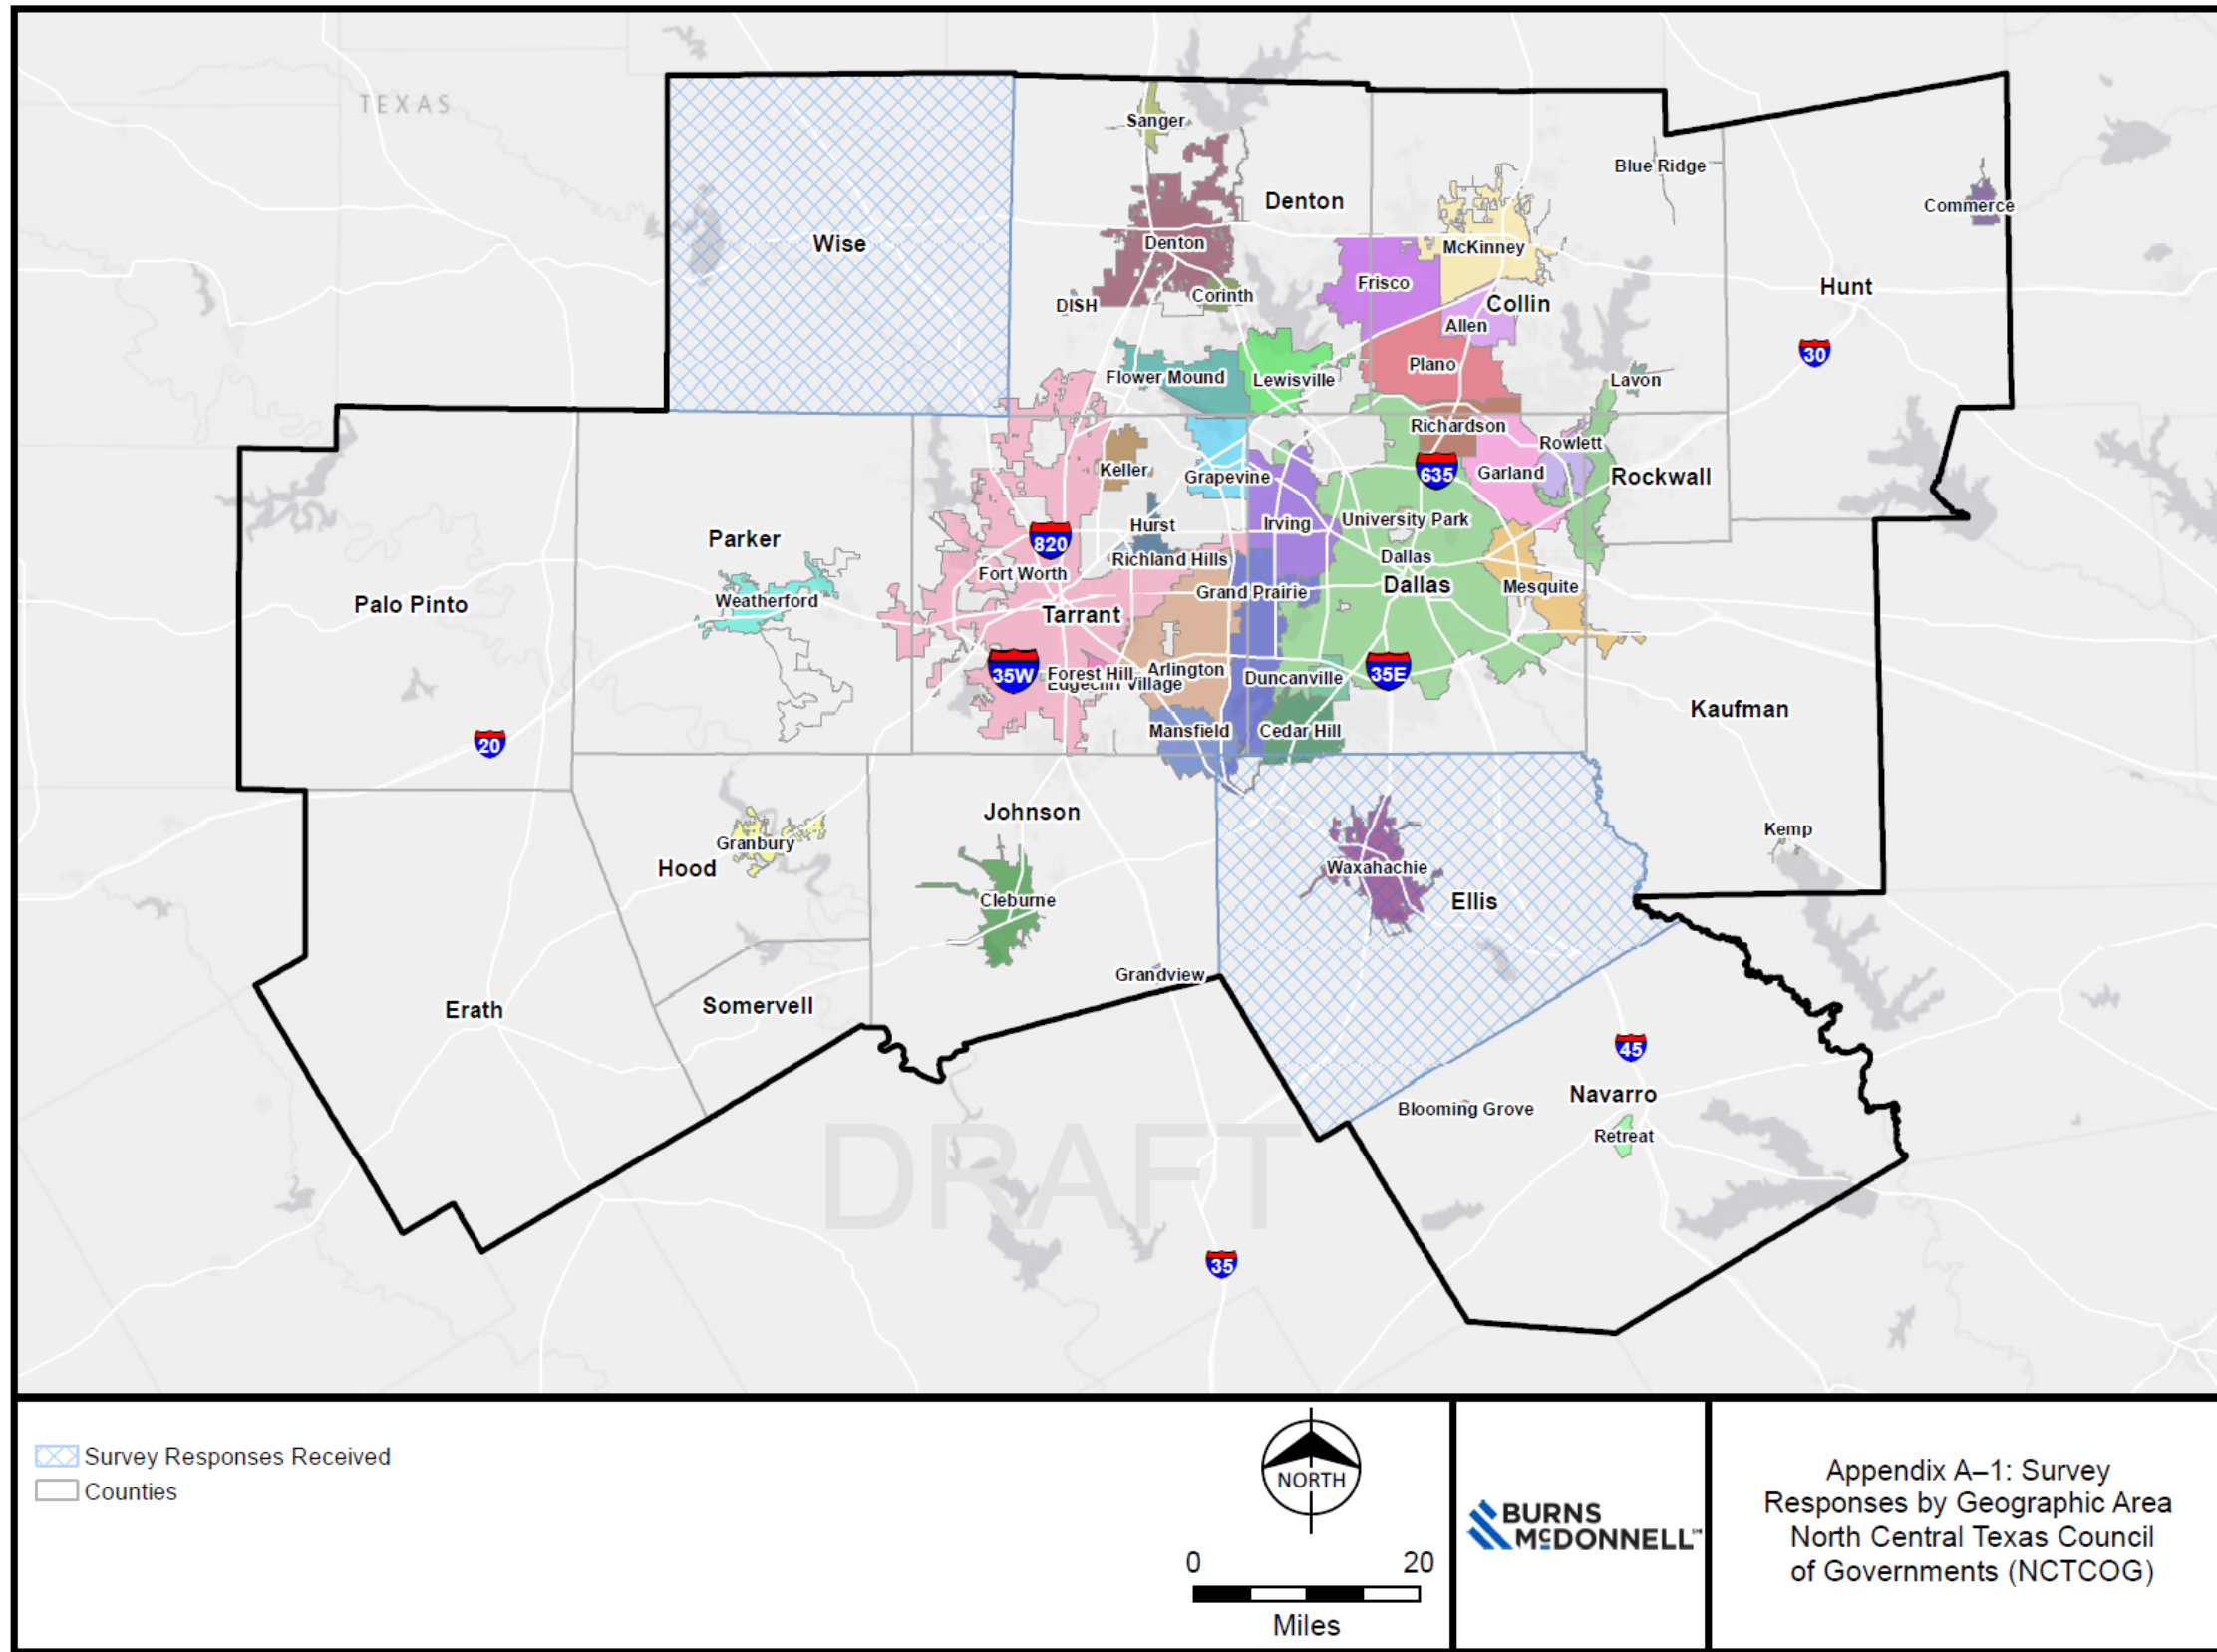 TEXAS
Sanger
Blue Ridge
Denton
Commerce
Wise
Denton
McKinney
Frisco
Hunt
DISH
Corinth
Collin
Allen
30
Plano
Flower Mound
Lewisville
Lavon
Richardson
Rowlett
Keller
Grapevine
635
Garland
Rockwall
Hurst
Irving
University Park
Parker
820
Richland Hills
Dallas
Fort Worth
Dallas
Mesquite
Grand Prairie
Weatherford
Palo Pinto
Tarrant
35W
Forest Hill
Arlington
35E
Edgecliff Village
Duncanville
Kaufman
Mansfield
Cedar Hill
20
Johnson
Kemp
Granbury
Hood
Waxahachie
Cleburne
Ellis
Grandview
Erath
Somervell
45
Navarro
Blooming Grove
Retreat
DRAFT
35
Survey Responses Received
Counties
NORTH
0 20
Miles
BURNS
McDONNELL℠
Appendix A–1: Survey
Responses by Geographic Area
North Central Texas Council
of Governments (NCTCOG)